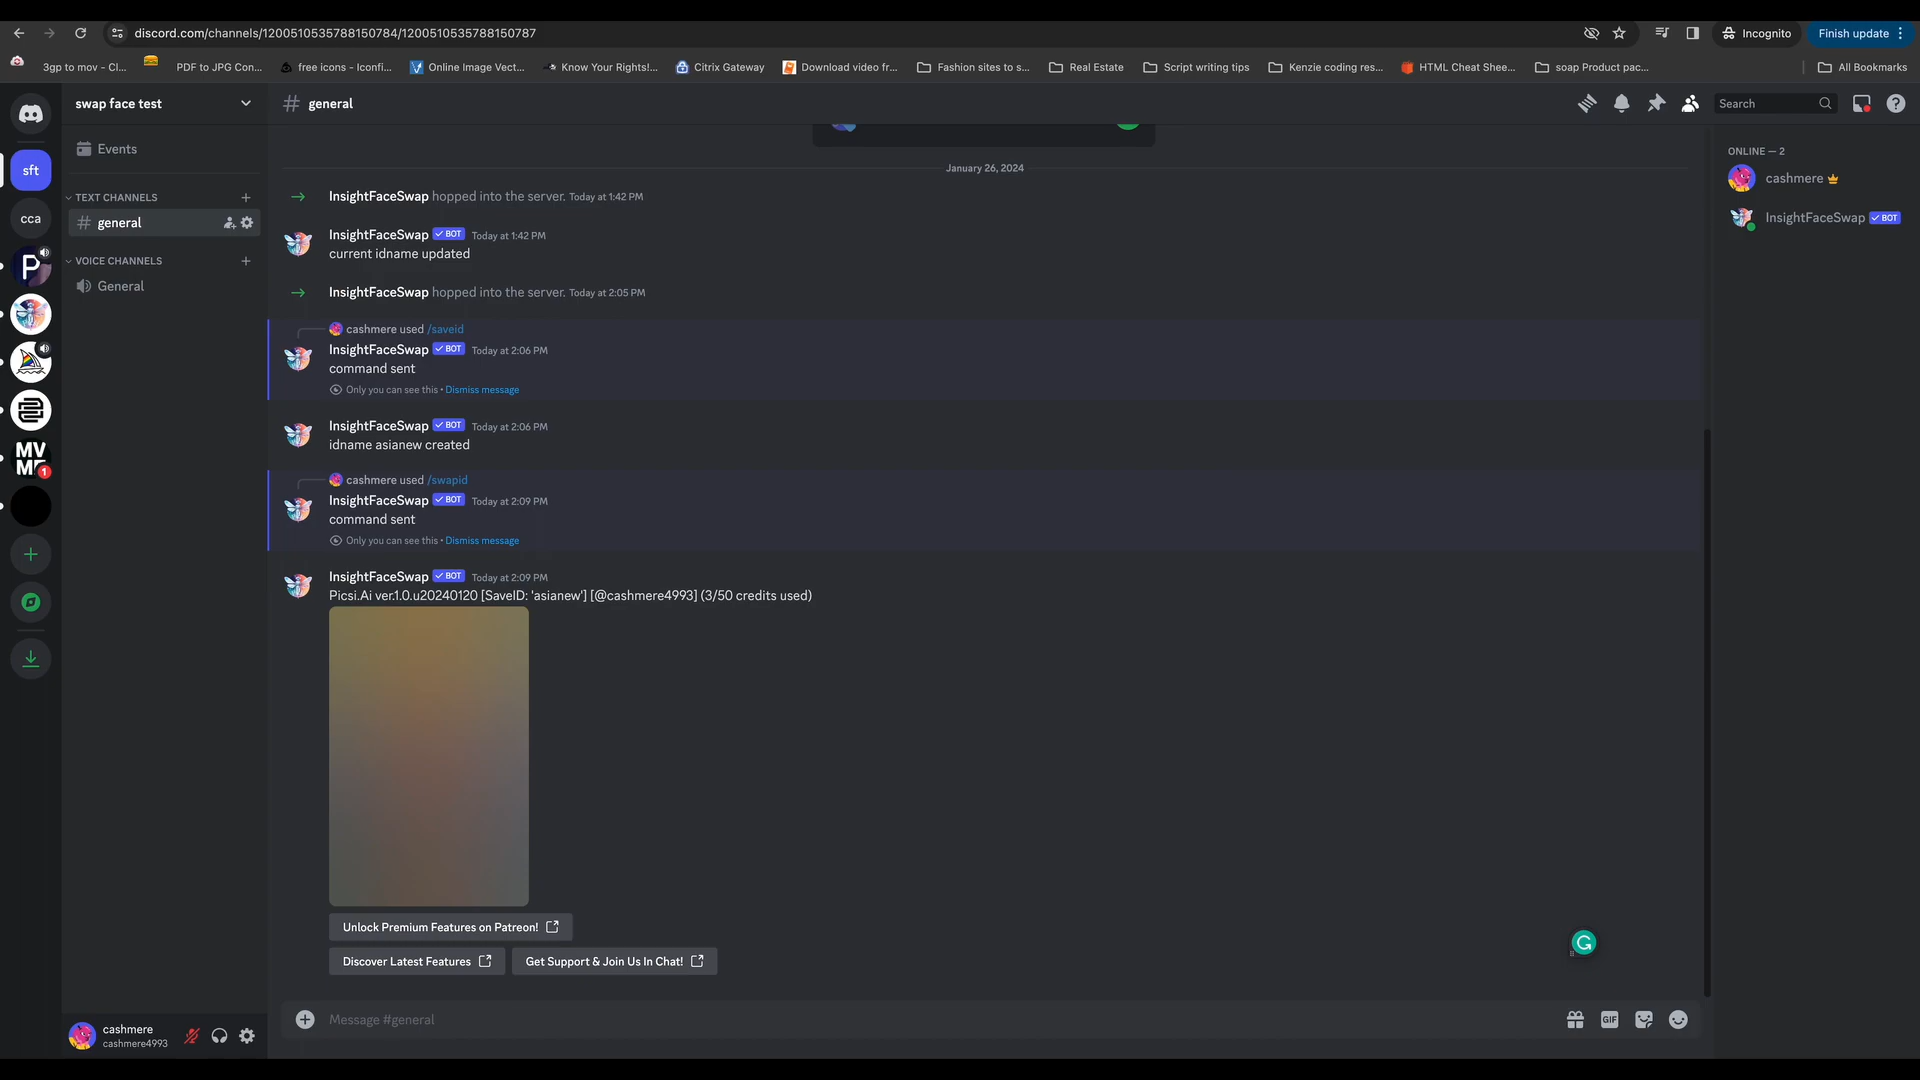 discord.com/channels/1200510535788150784/1200510535788150787
Incognito
Finish update
3gp to mov – Cl...
PDF to JPG Con...
free icons - Iconfi...
Online Image Vect...
Know Your Rights!...
Citrix Gateway
Download video fr...
Fashion sites to s...
Real Estate
Script writing tips
Kenzie coding res...
HTML Cheat Shee...
soap Product pac...
All Bookmarks
swap face test
# general
Search
Events
sft
TEXT CHANNELS
# general
cca
VOICE CHANNELS
General
P
MV
1
January 26, 2024
InsightFaceSwap hopped into the server. Today at 1:42 PM
InsightFaceSwap BOT Today at 1:42 PM
current idname updated
InsightFaceSwap hopped into the server. Today at 2:05 PM
cashmere used /saveid
InsightFaceSwap BOT Today at 2:06 PM
command sent
Only you can see this • Dismiss message
InsightFaceSwap BOT Today at 2:06 PM
idname asianew created
cashmere used /swapid
InsightFaceSwap BOT Today at 2:09 PM
command sent
Only you can see this • Dismiss message
InsightFaceSwap BOT Today at 2:09 PM
Picsi.Ai ver.1.0.u20240120 [SaveID: 'asianew'] [@cashmere4993] (3/50 credits used)
Unlock Premium Features on Patreon!
Discover Latest Features
Get Support & Join Us In Chat!
Message #general
GIF
G
cashmere
cashmere4993
ONLINE — 2
cashmere
InsightFaceSwap BOT